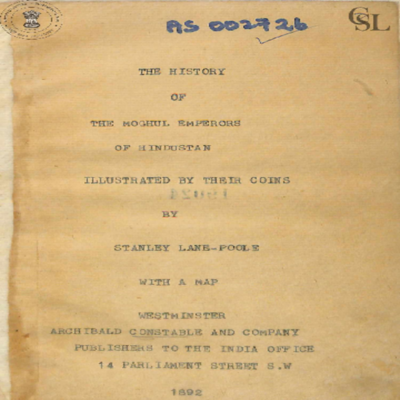 AS 002726
CSL
THE HISTORY
OF
THE MOGHUL EMPERORS
OF HINDUSTAN
ILLUSTRATED BY THEIR COINS
BY
STANLEY LANE-POOLE
WITH A MAP
WESTMINSTER
ARCHIBALD CONSTABLE AND COMPANY
PUBLISHERS TO THE INDIA OFFICE
14 PARLIAMENT STREET S.W
1892